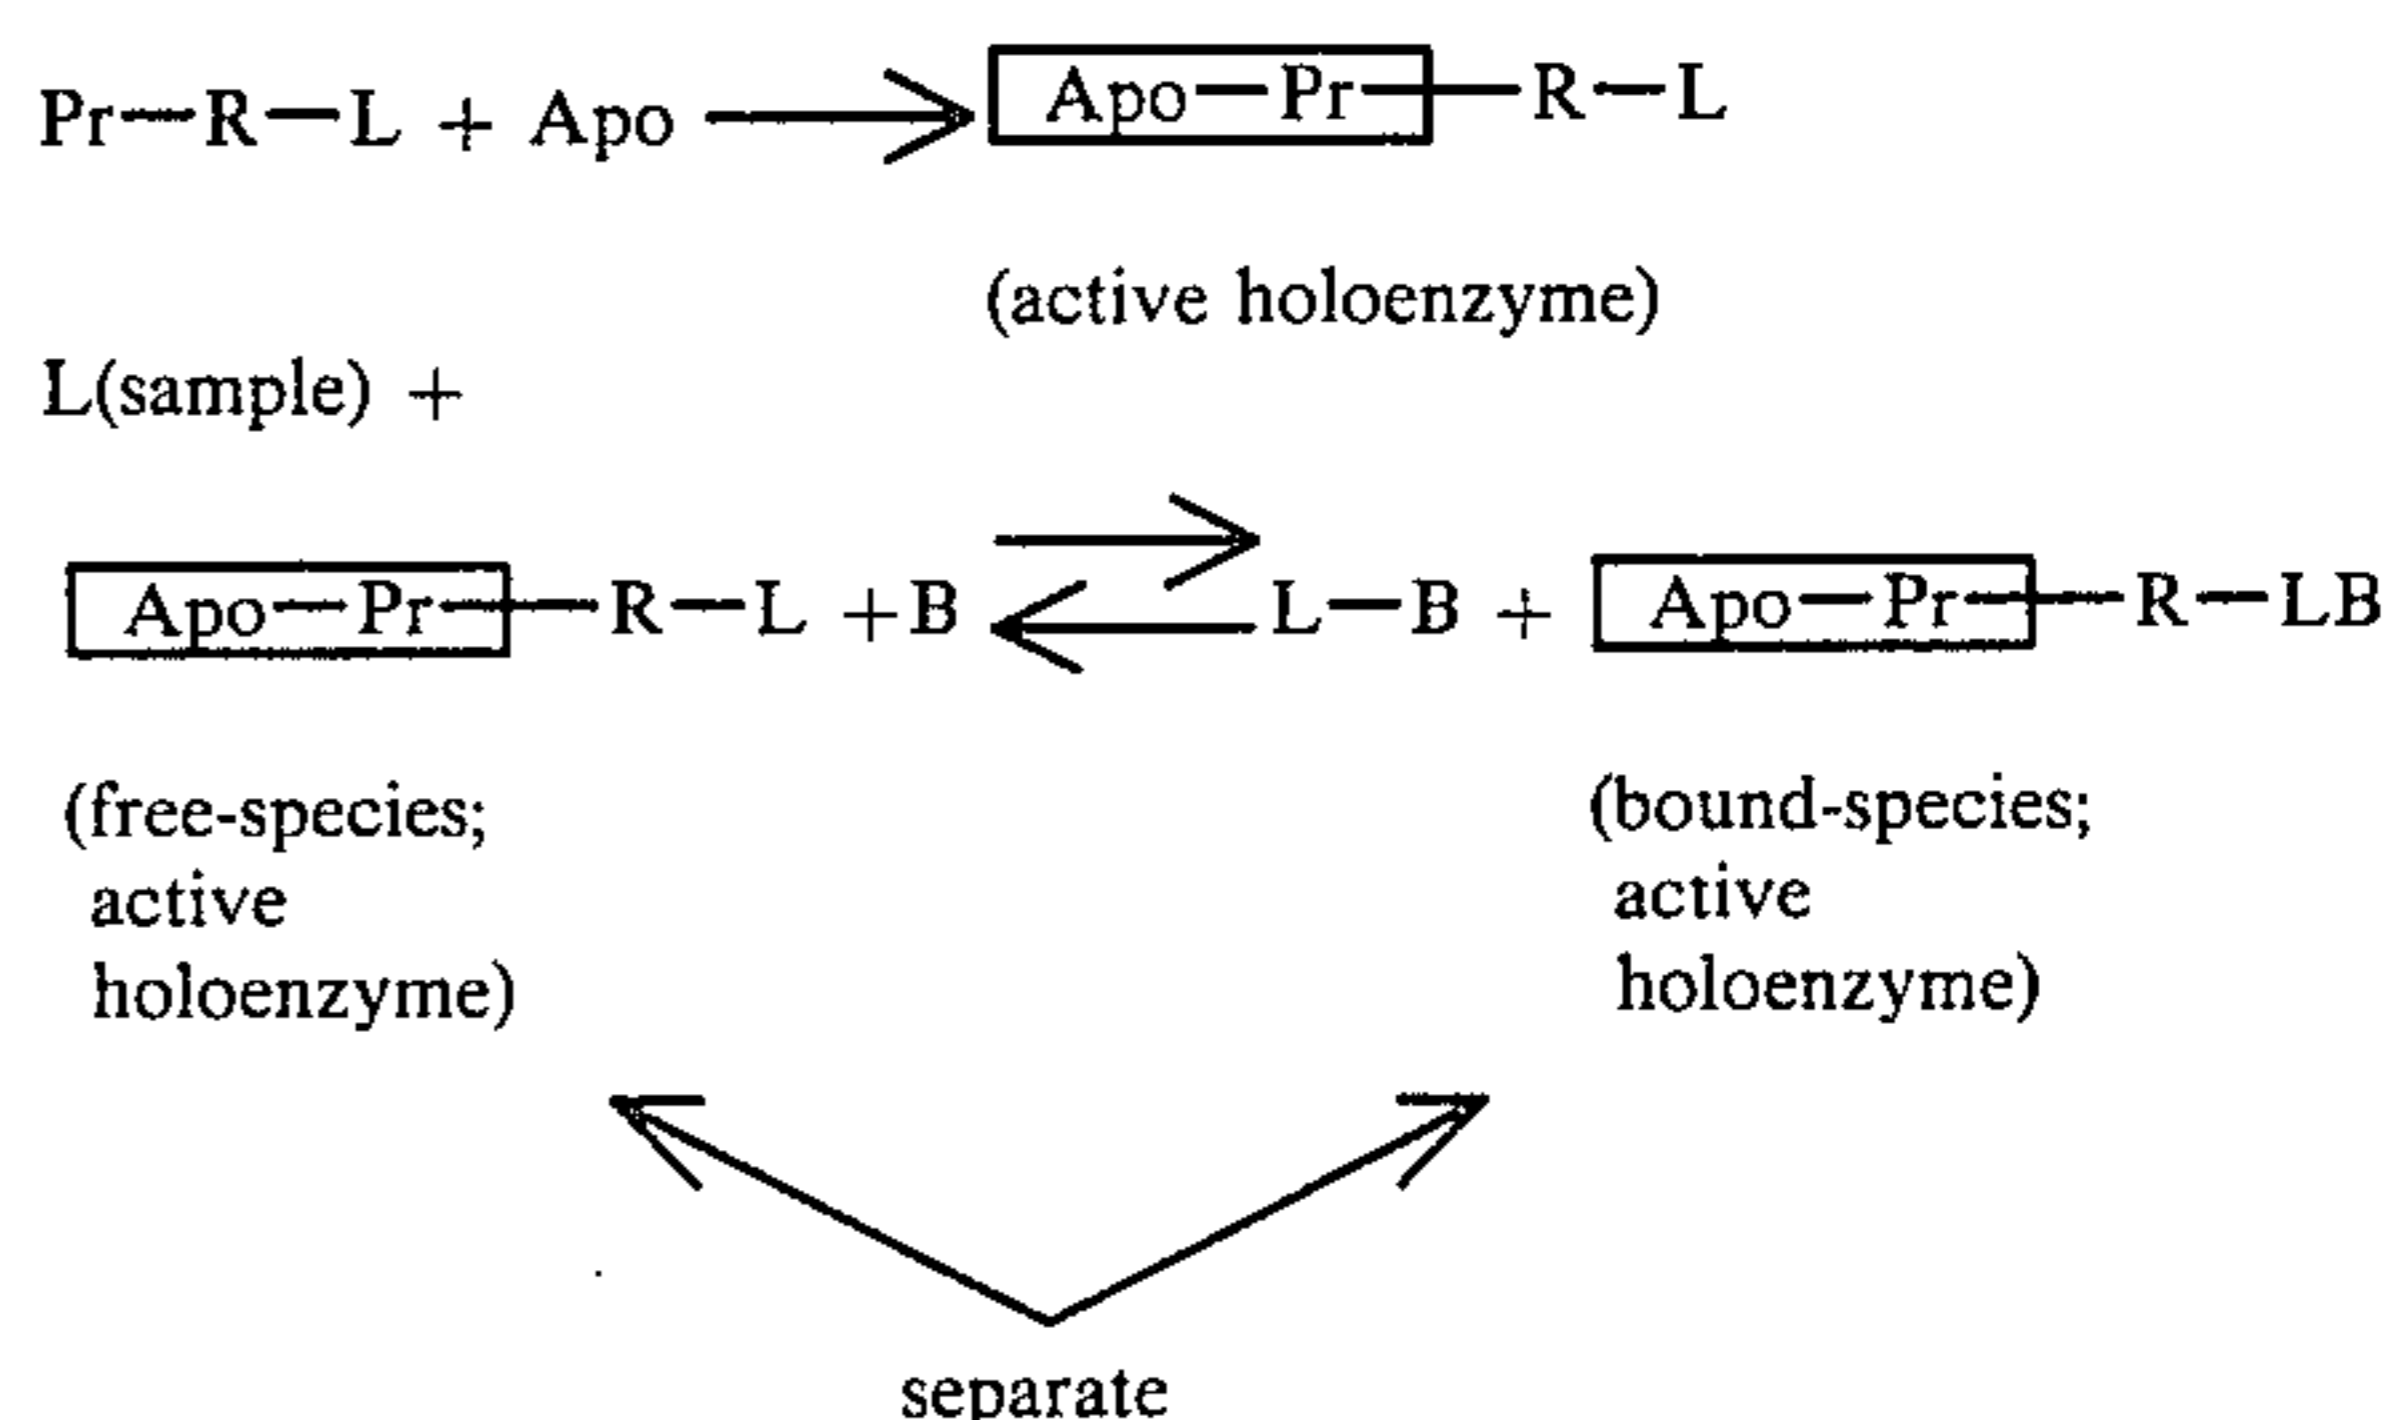 Pr—R—L + Apo ⟶ Apo—Pr—R—L
(active holoenzyme)
L(sample) +
Apo—Pr—R—L +B ⇄ L—B + Apo—Pr—R—LB
(free-species; (bound-species;
active active
holoenzyme) holoenzyme)
separate